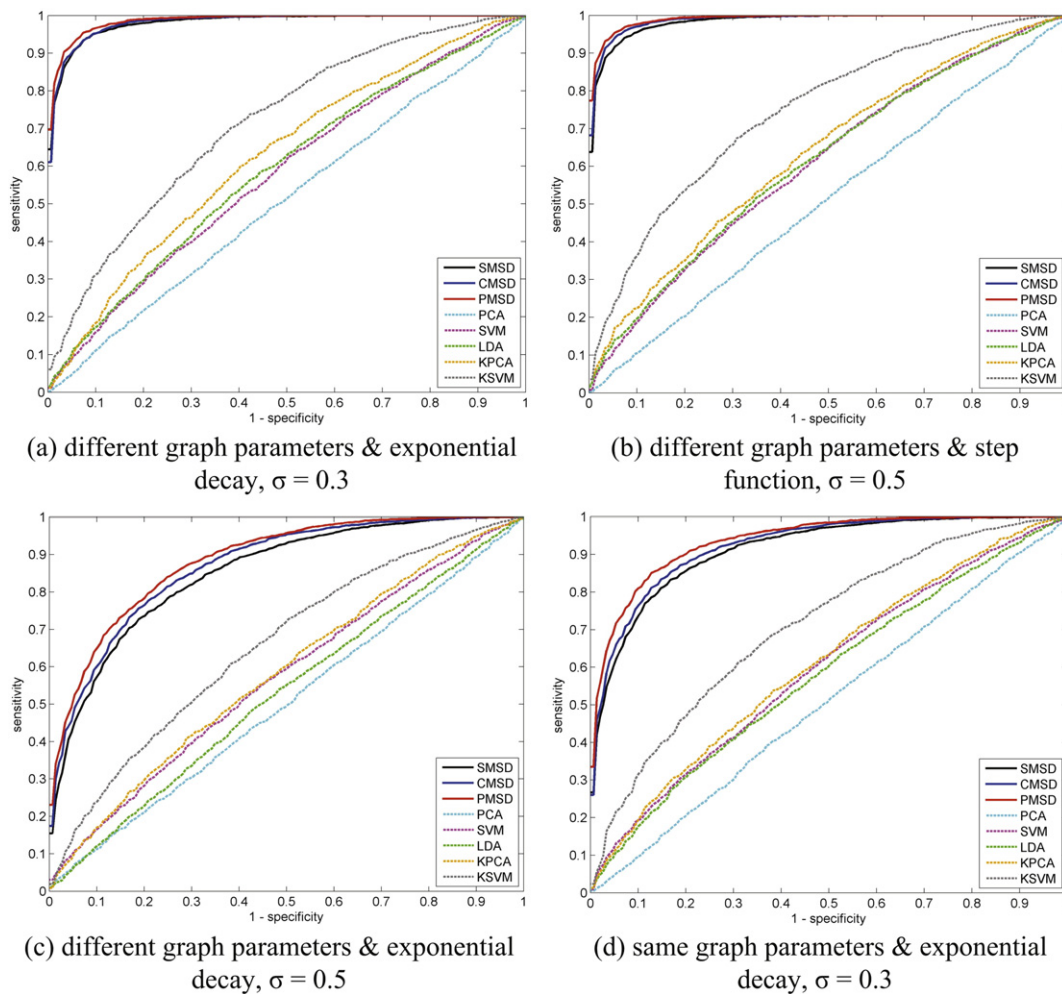 1
0.9
0.8
0.7
0.6
0.5
0.4
0.3
0.2
0.1
0
sensitivity
SMSD
CMSD
PMSD
PCA
SVM
LDA
KPCA
KSVM
0.1 0.2 0.3 0.4 0.5 0.6 0.7 0.8 0.9 1
1 - specificity
(a) different graph parameters & exponential
decay, σ = 0.3
1
0.9
0.8
0.7
0.6
0.5
0.4
0.3
0.2
0.1
0
sensitivity
SMSD
CMSD
PMSD
PCA
SVM
LDA
KPCA
KSVM
0 0.1 0.2 0.3 0.4 0.5 0.6 0.7 0.8 0.9
1 - specificity
(b) different graph parameters & step
function, σ = 0.5
1
0.9
0.8
0.7
0.6
0.5
0.4
0.3
0.2
0.1
0
sensitivity
SMSD
CMSD
PMSD
PCA
SVM
LDA
KPCA
KSVM
0 0.1 0.2 0.3 0.4 0.5 0.6 0.7 0.8 0.9 1
1 - specificity
(c) different graph parameters & exponential
decay, σ = 0.5
1
0.9
0.8
0.7
0.6
0.5
0.4
0.3
0.2
0.1
0
sensitivity
SMSD
CMSD
PMSD
PCA
SVM
LDA
KPCA
KSVM
0 0.1 0.2 0.3 0.4 0.5 0.6 0.7 0.8 0.9
1 - specificity
(d) same graph parameters & exponential
decay, σ = 0.3